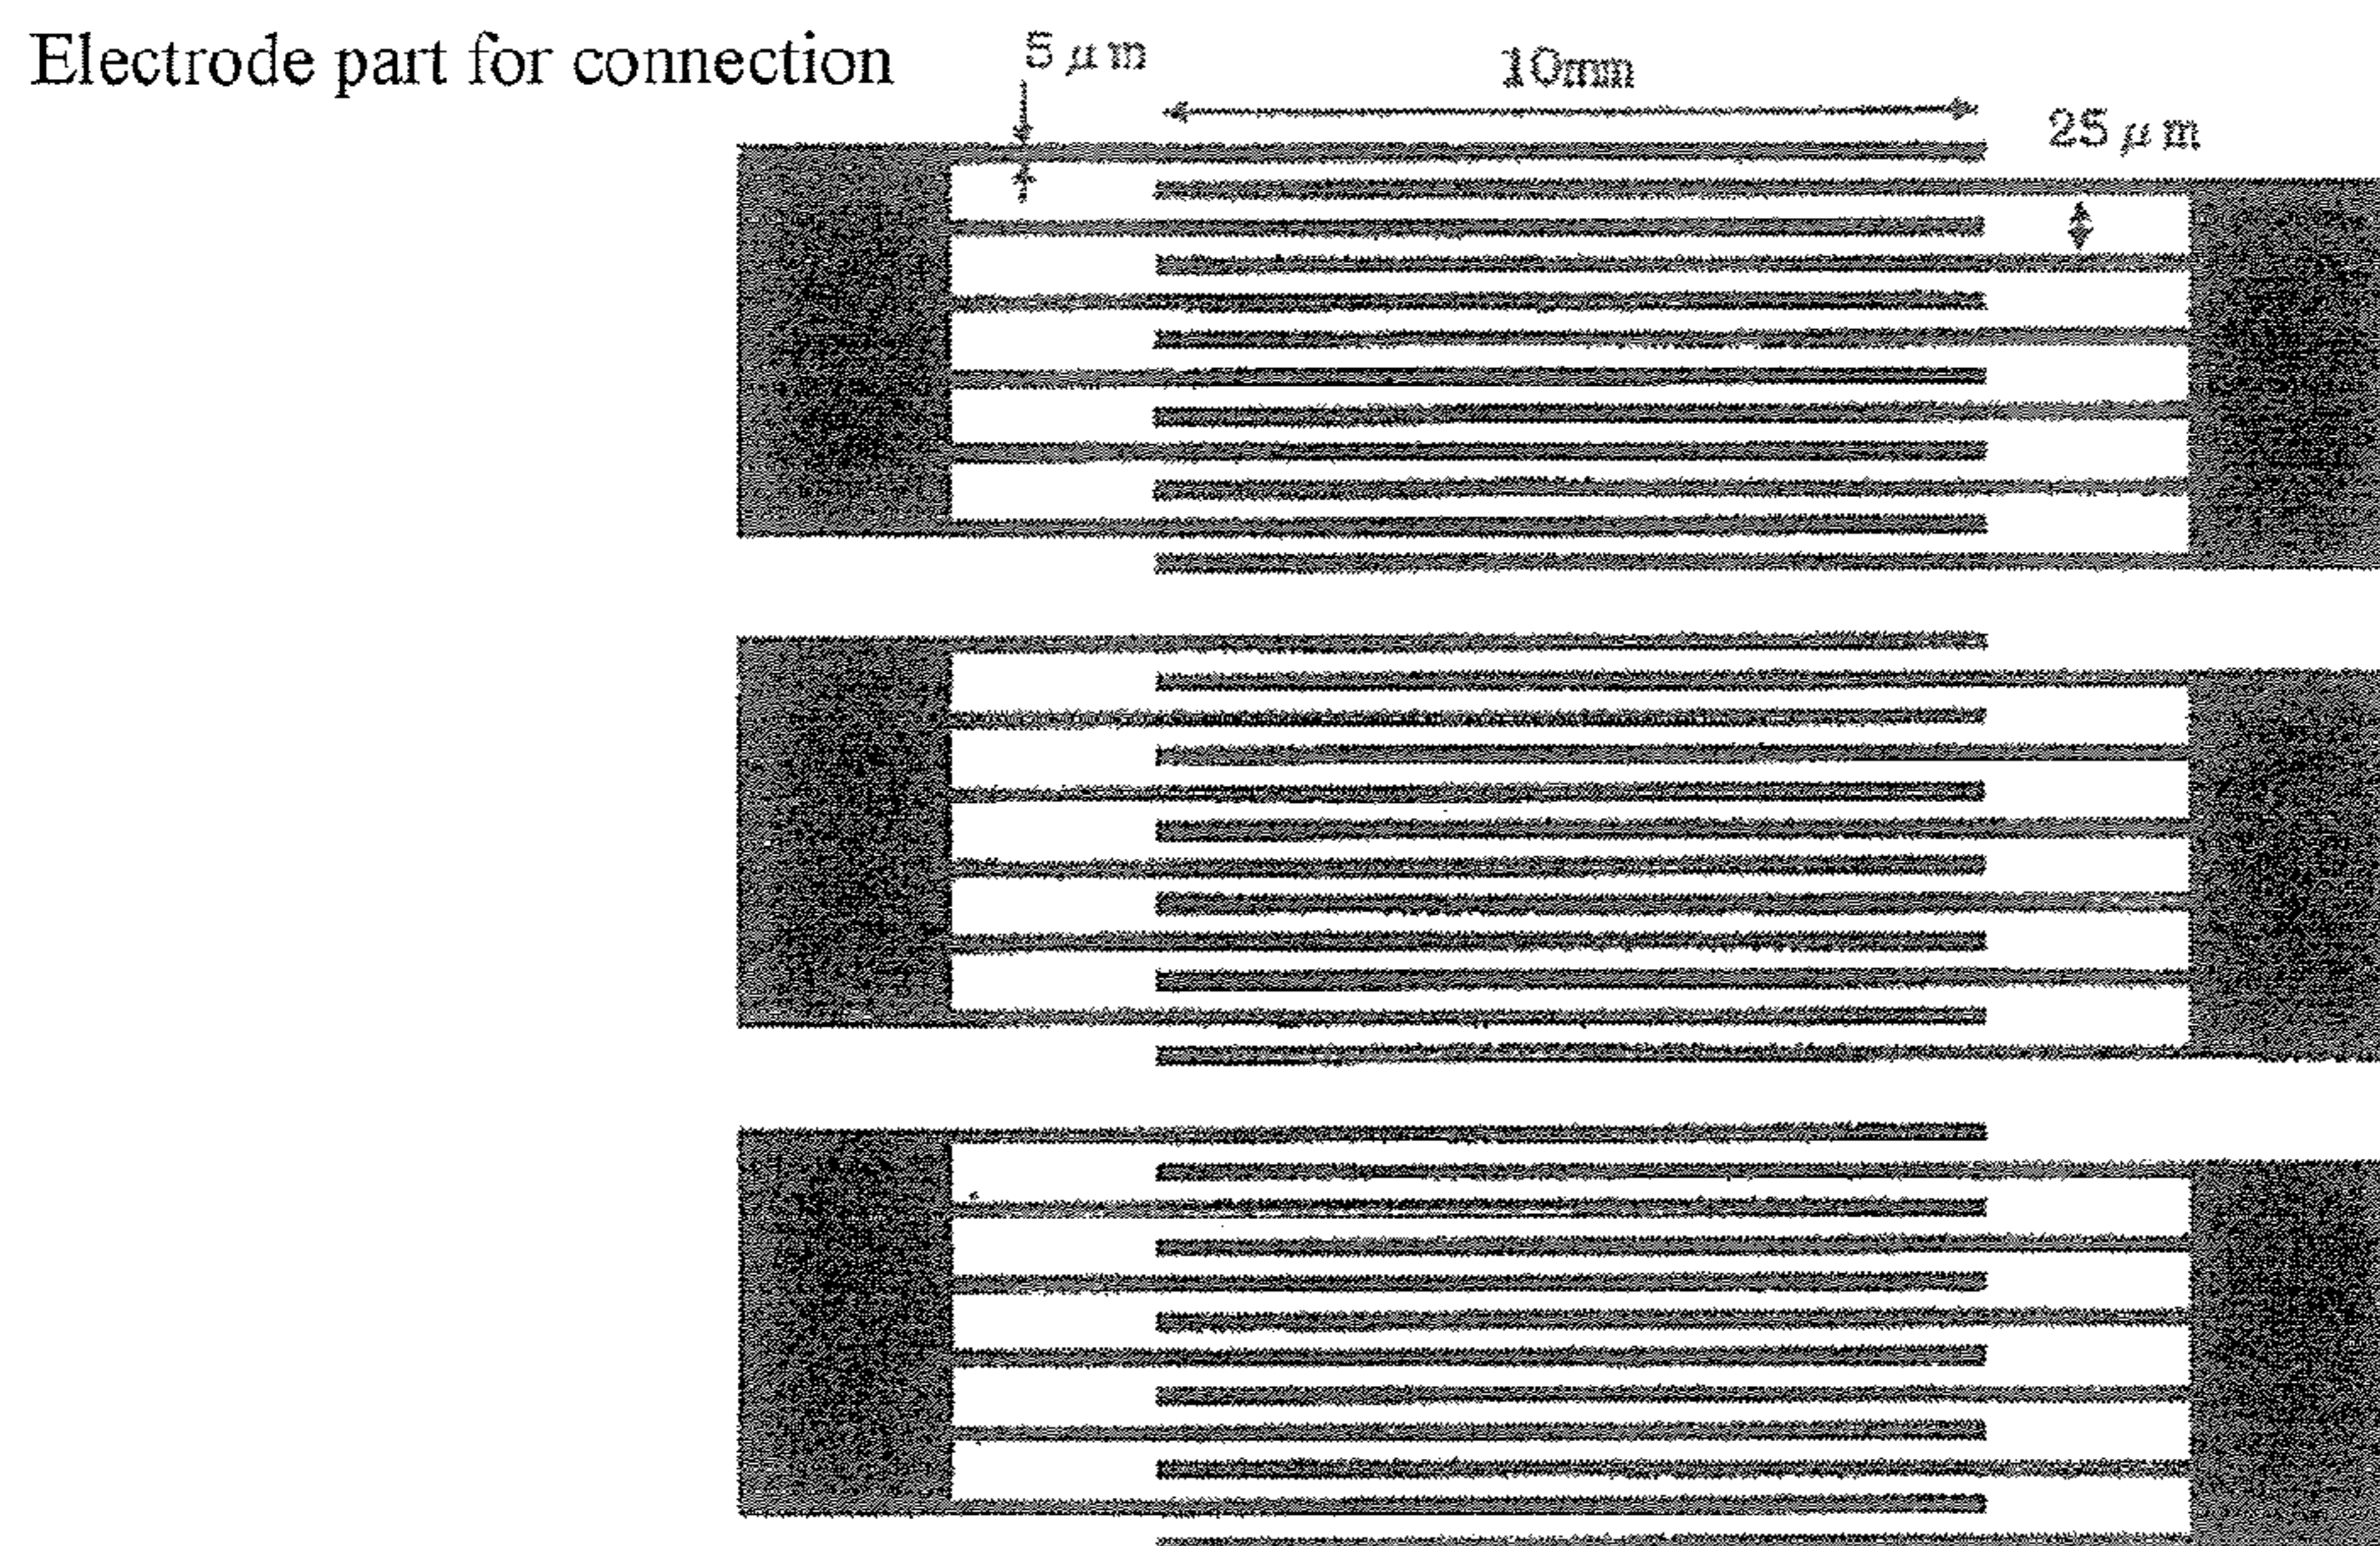 Electrode part for connection
5 μm
10mm
25 μm